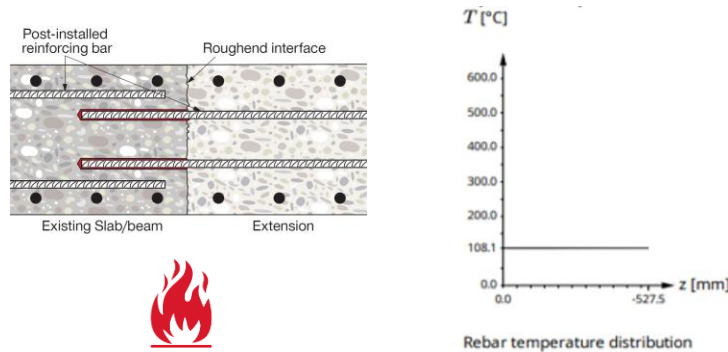 Post-installed
reinforcing bar
Roughend interface
Existing Slab/beam
Extension
T [°C]
600.0
500.0
400.0
300.0
200.0
108.1
0.0
0.0
-527.5
z [mm]
Rebar temperature distribution